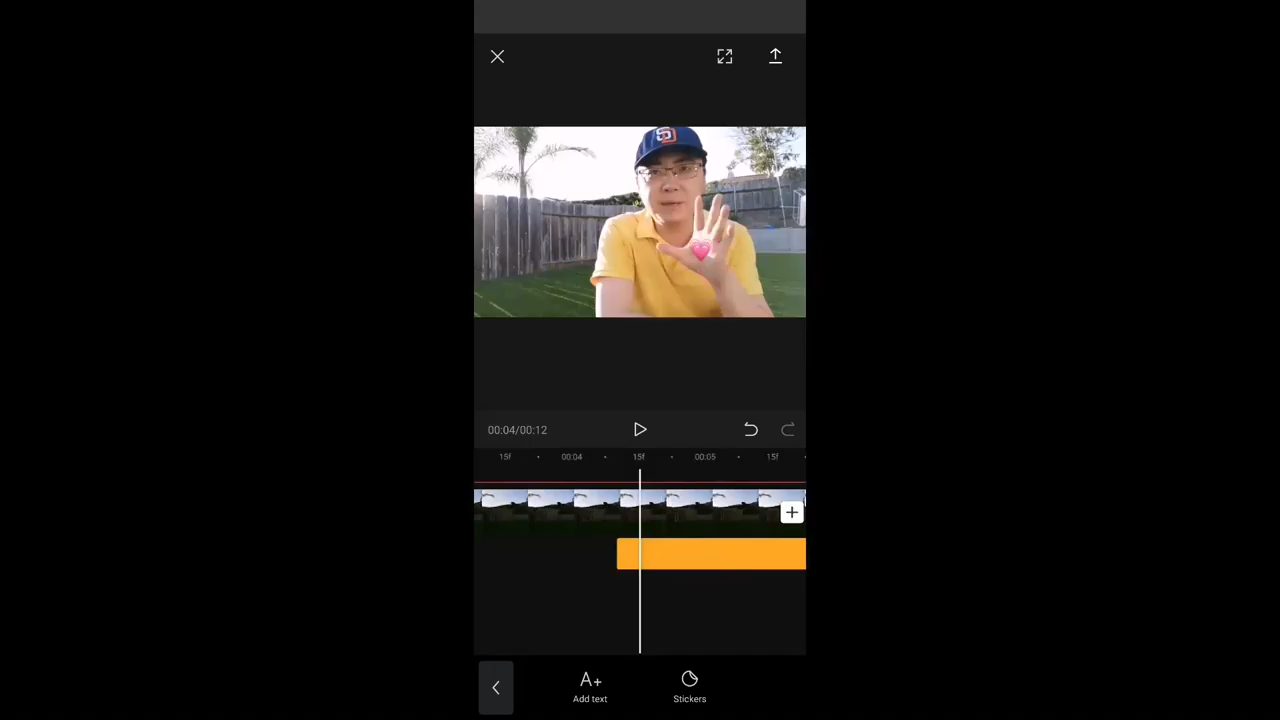 SD
00:04/00:12
15f 00:04 15f 00:05 15f
Add text
Stickers